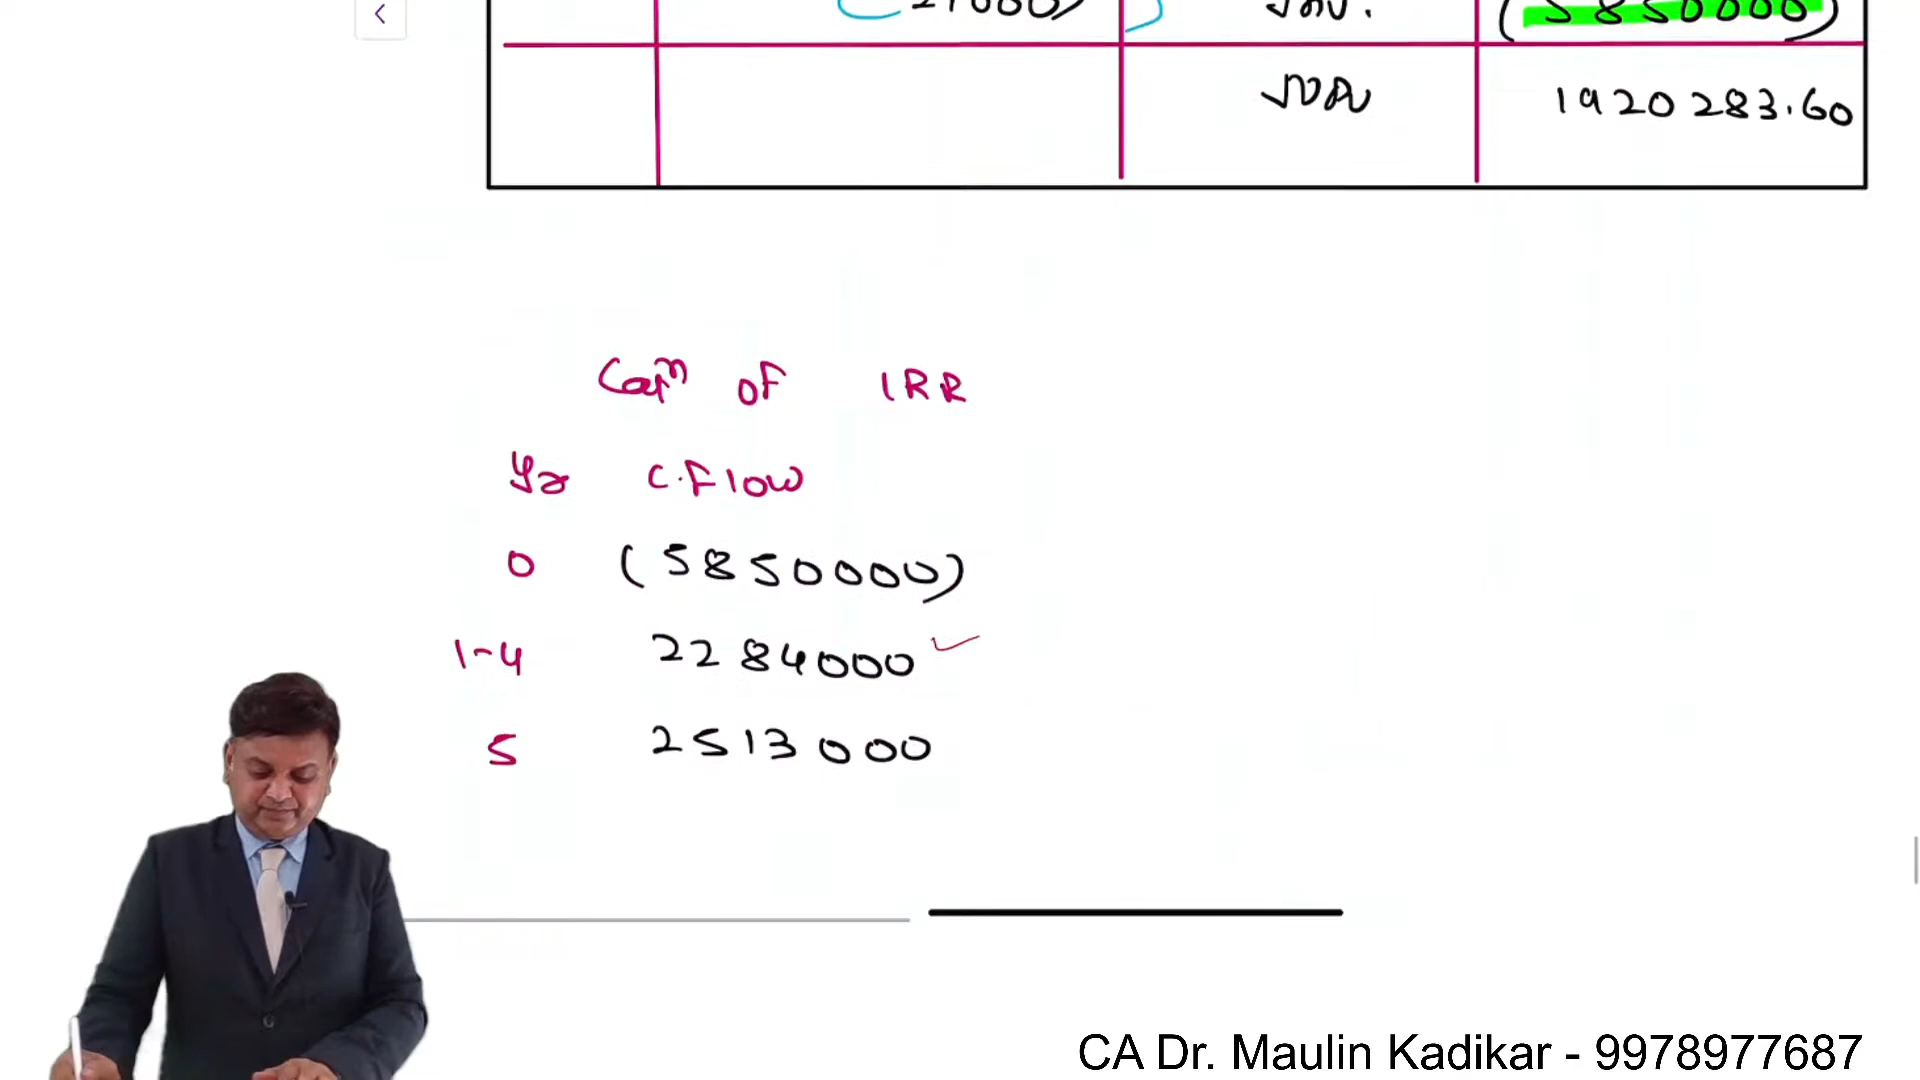 (5850000)
1920283.60
Calⁿ of IRR
Yr C.Flow
0 (5850000)
1-4 2284000 ✓
5 2513000
CA Dr. Maulin Kadikar - 9978977687